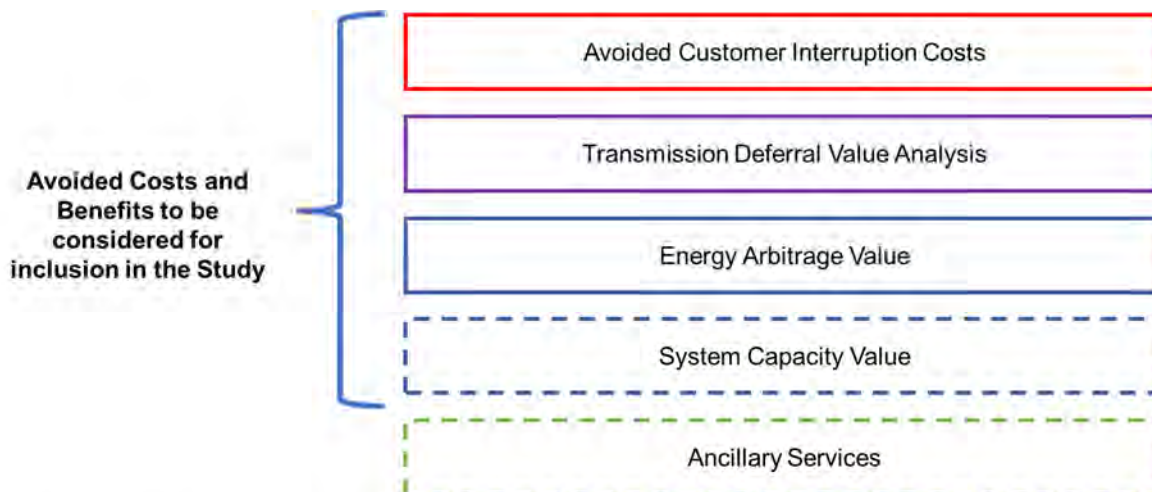 Avoided Customer Interruption Costs
Transmission Deferral Value Analysis
Avoided Costs and
Benefits to be
considered for
inclusion in the Study
Energy Arbitrage Value
System Capacity Value
Ancillary Services